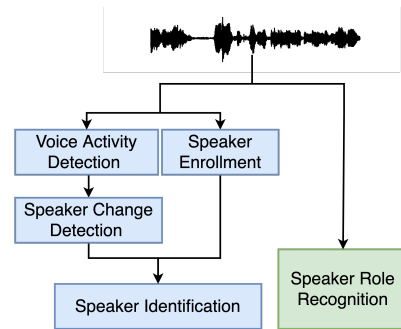 Voice Activity
Detection
Speaker
Enrollment
Speaker Change
Detection
Speaker Identification
Speaker Role
Recognition